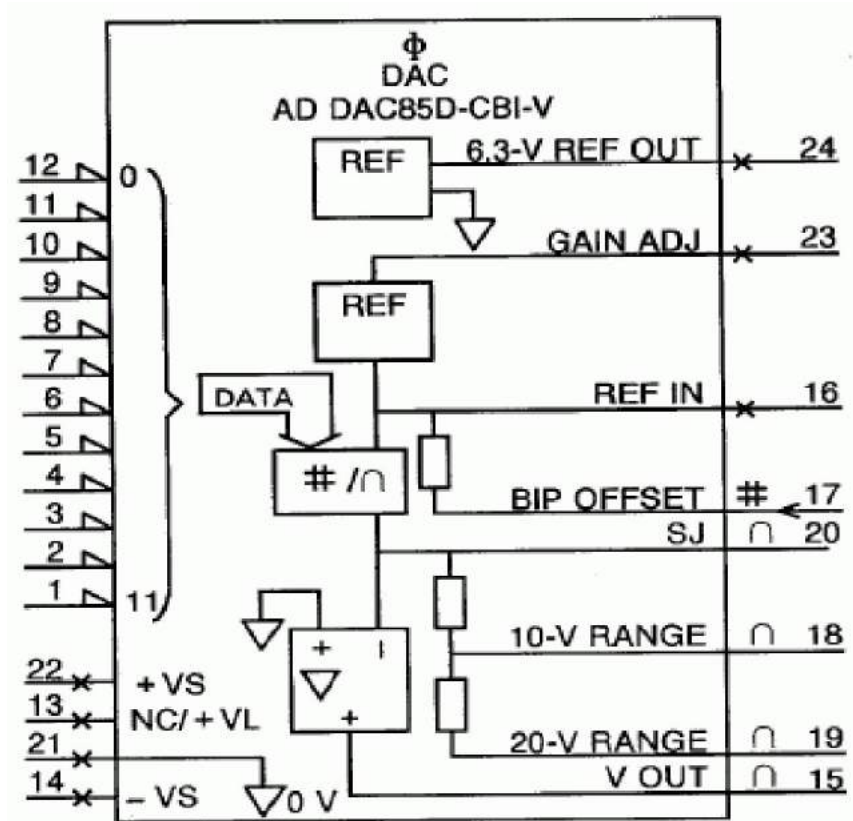 Φ
DAC
AD DAC85D-CBI-V
REF 6.3-V REF OUT 24
12 0
11
GAIN ADJ 23
10
9 REF
8
7
DATA REF IN 16
6
5
# /∩
4
BIP OFFSET # 17
3
SJ ∩ 20
2
1 11
+ − 10-V RANGE ∩ 18
22 + VS
+
13 NC/ + VL
20-V RANGE ∩ 19
21
V OUT ∩ 15
14 − VS 0 V